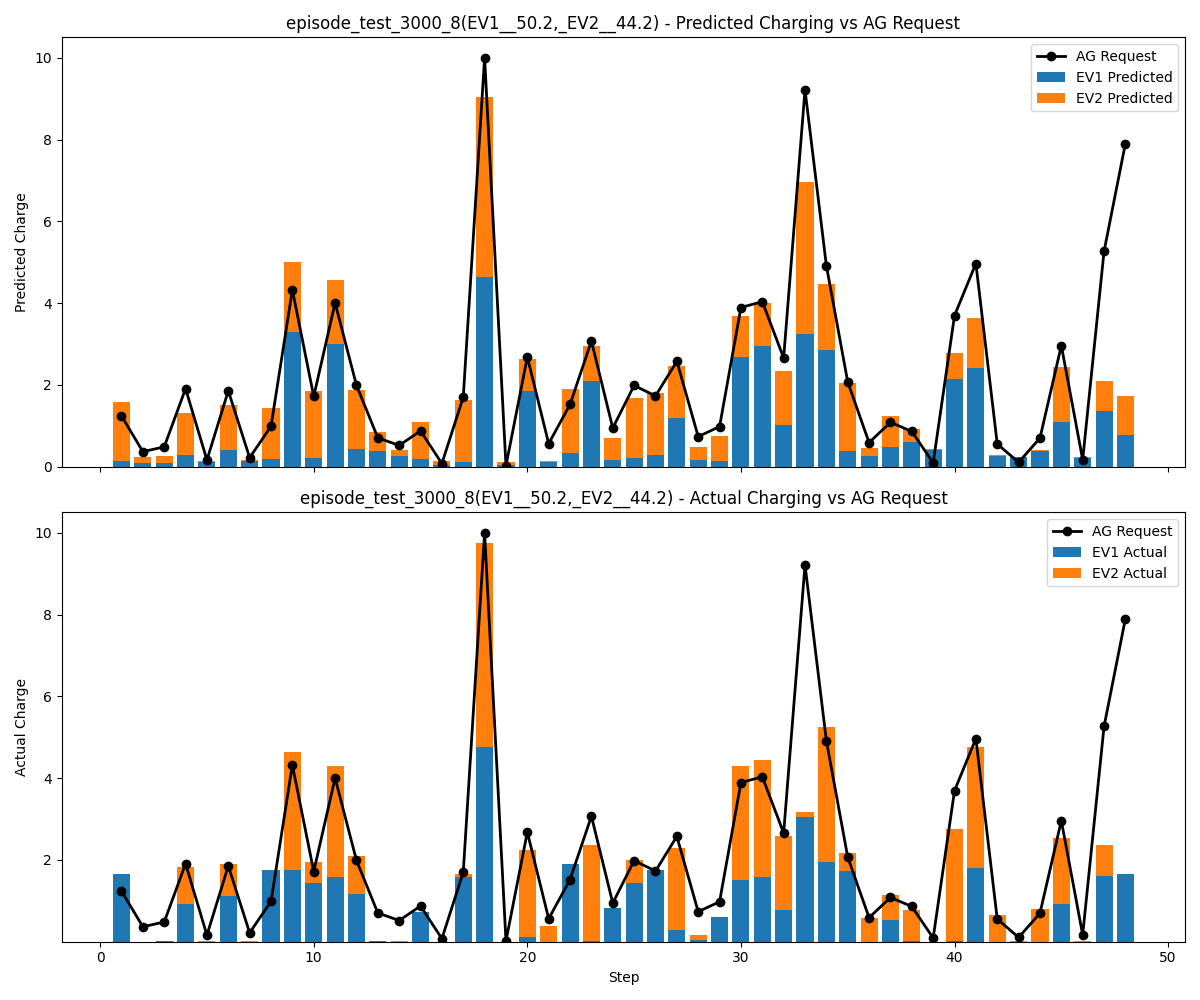 episode_test_3000_8(EV1__50.2,_EV2__44.2) - Predicted Charging vs AG Request
10
8
6
4
2
0
Predicted Charge
AG Request
EV1 Predicted
EV2 Predicted
episode_test_3000_8(EV1__50.2,_EV2__44.2) - Actual Charging vs AG Request
10
8
6
4
2
Actual Charge
AG Request
EV1 Actual
EV2 Actual
0 10 20 30 40 50
Step